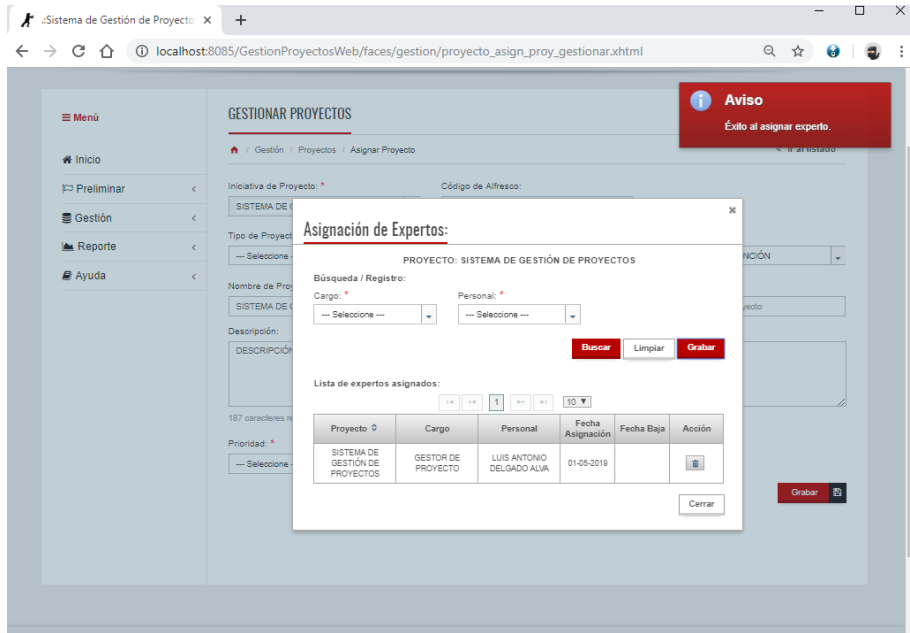 .:Sistema de Gestión de Proyecto
localhost:8085/GestionProyectosWeb/faces/gestion/proyecto_asign_proy_gestionar.xhtml
Aviso
Éxito al asignar experto.
Menú
GESTIONAR PROYECTOS
/ Gestión / Proyectos / Asignar Proyecto
Ir al listado
Inicio
Preliminar
Gestión
Reporte
Ayuda
Iniciativa de Proyecto: *
Código de Alfresco:
SISTEMA DE
Tipo de Proyect
--- Seleccione
NCIÓN
Nombre de Proy
SISTEMA DE
yecto
Descripción:
DESCRIPCIÓN
187 caracteres re
Prioridad: *
--- Seleccione
Grabar
Asignación de Expertos:
PROYECTO: SISTEMA DE GESTIÓN DE PROYECTOS
Búsqueda / Registro:
Cargo: * Personal: *
--- Seleccione --- --- Seleccione ---
Buscar Limpiar Grabar
Lista de expertos asignados:
1 10
Proyecto Cargo Personal Fecha Asignación Fecha Baja Acción
SISTEMA DE GESTIÓN DE PROYECTOS GESTOR DE PROYECTO LUIS ANTONIO DELGADO ALVA 01-05-2019
Cerrar